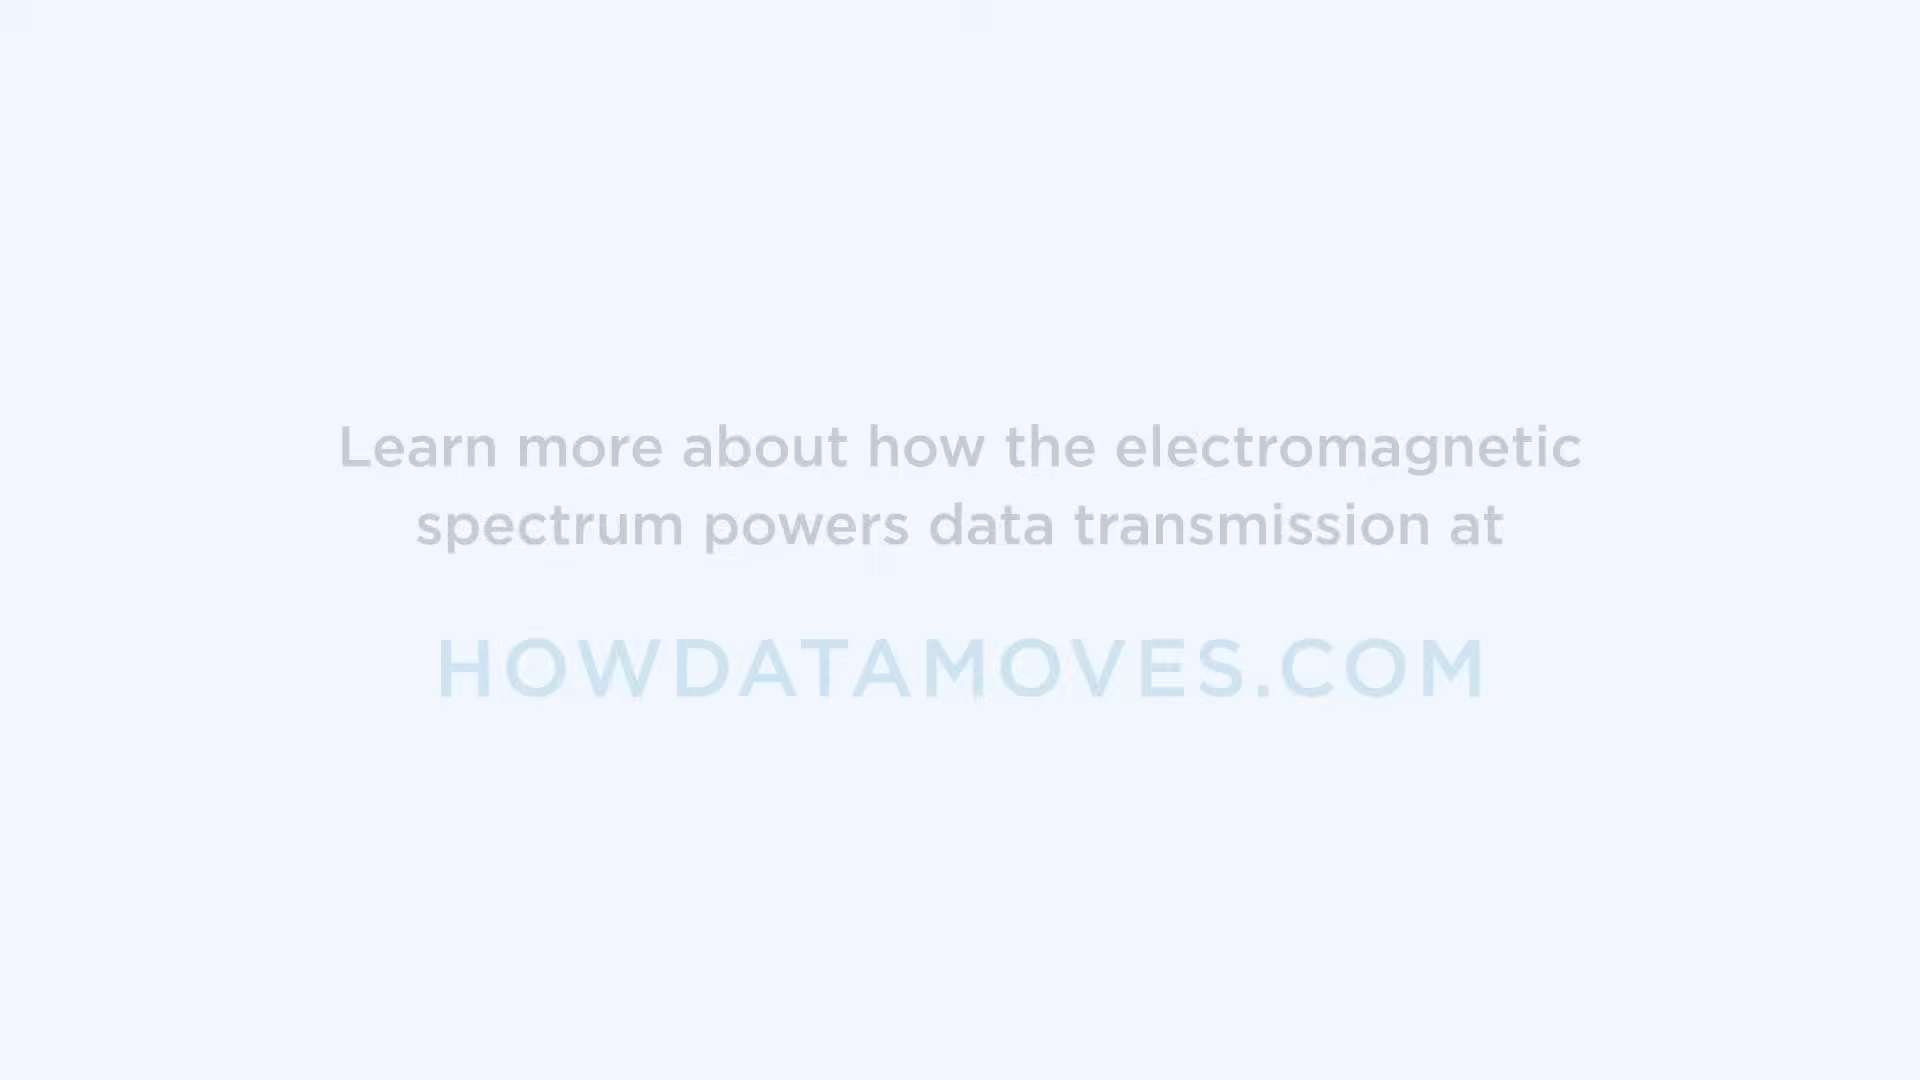 Learn more about how the electromagnetic
spectrum powers data transmission at
HOWDATAMOVES.COM